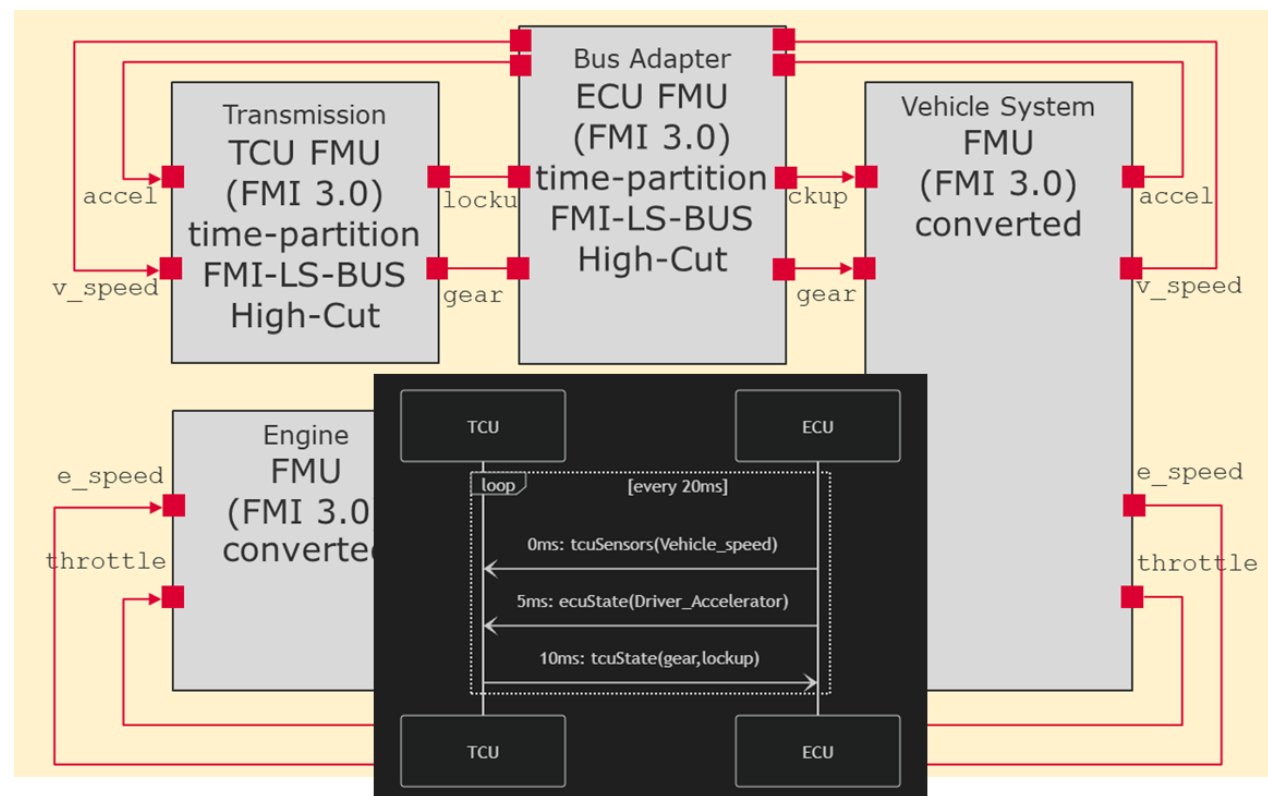 Bus Adapter
ECU FMU
(FMI 3.0)
time-partition
FMI-LS-BUS
High-Cut
Transmission
TCU FMU
(FMI 3.0)
time-partition
FMI-LS-BUS
High-Cut
Vehicle System
FMU
(FMI 3.0)
converted
accel
v_speed
locku
gear
ckup
gear
accel
v_speed
Engine
FMU
(FMI 3.0
converte
e_speed
throttle
e_speed
throttle
TCU
ECU
loop
[every 20ms]
0ms: tcuSensors(Vehicle_speed)
5ms: ecuState(Driver_Accelerator)
10ms: tcuState(gear,lockup)
TCU
ECU